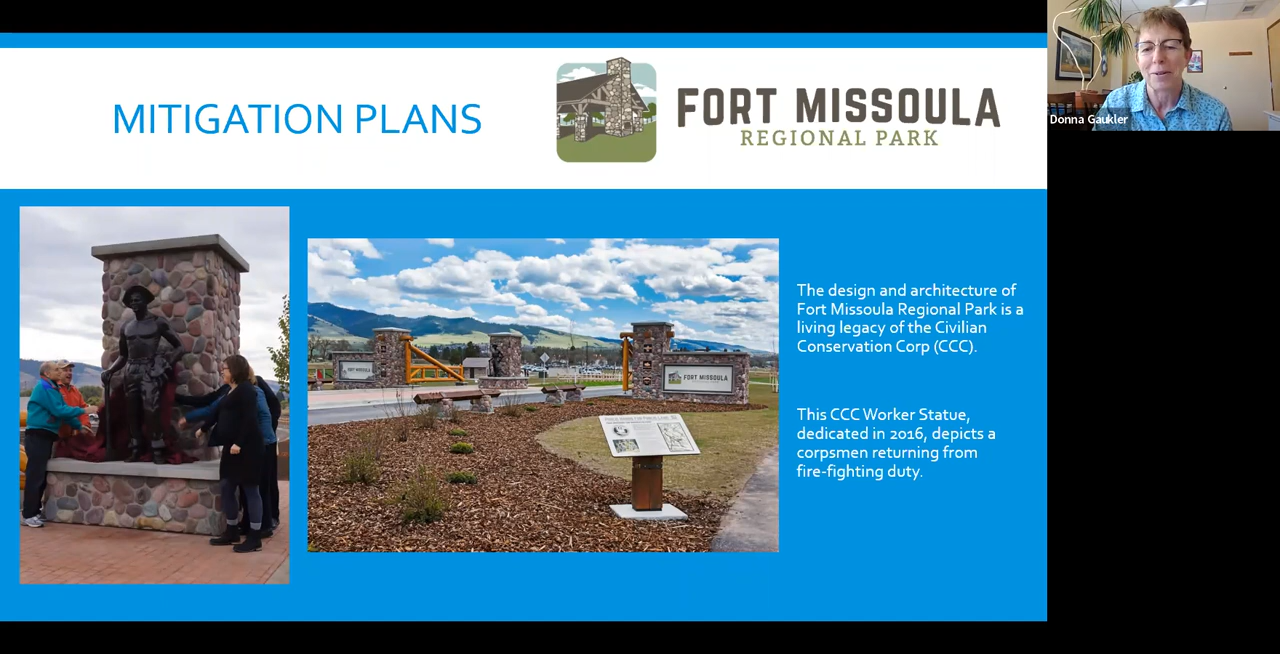 MITIGATION PLANS
FORT MISSOULA
REGIONAL PARK
Donna Gaukler
The design and architecture of
Fort Missoula Regional Park is a
living legacy of the Civilian
Conservation Corp (CCC).
This CCC Worker Statue,
dedicated in 2016, depicts a
corpsmen returning from
fire-fighting duty.
FORT MISSOULA
FORT MISSOULA